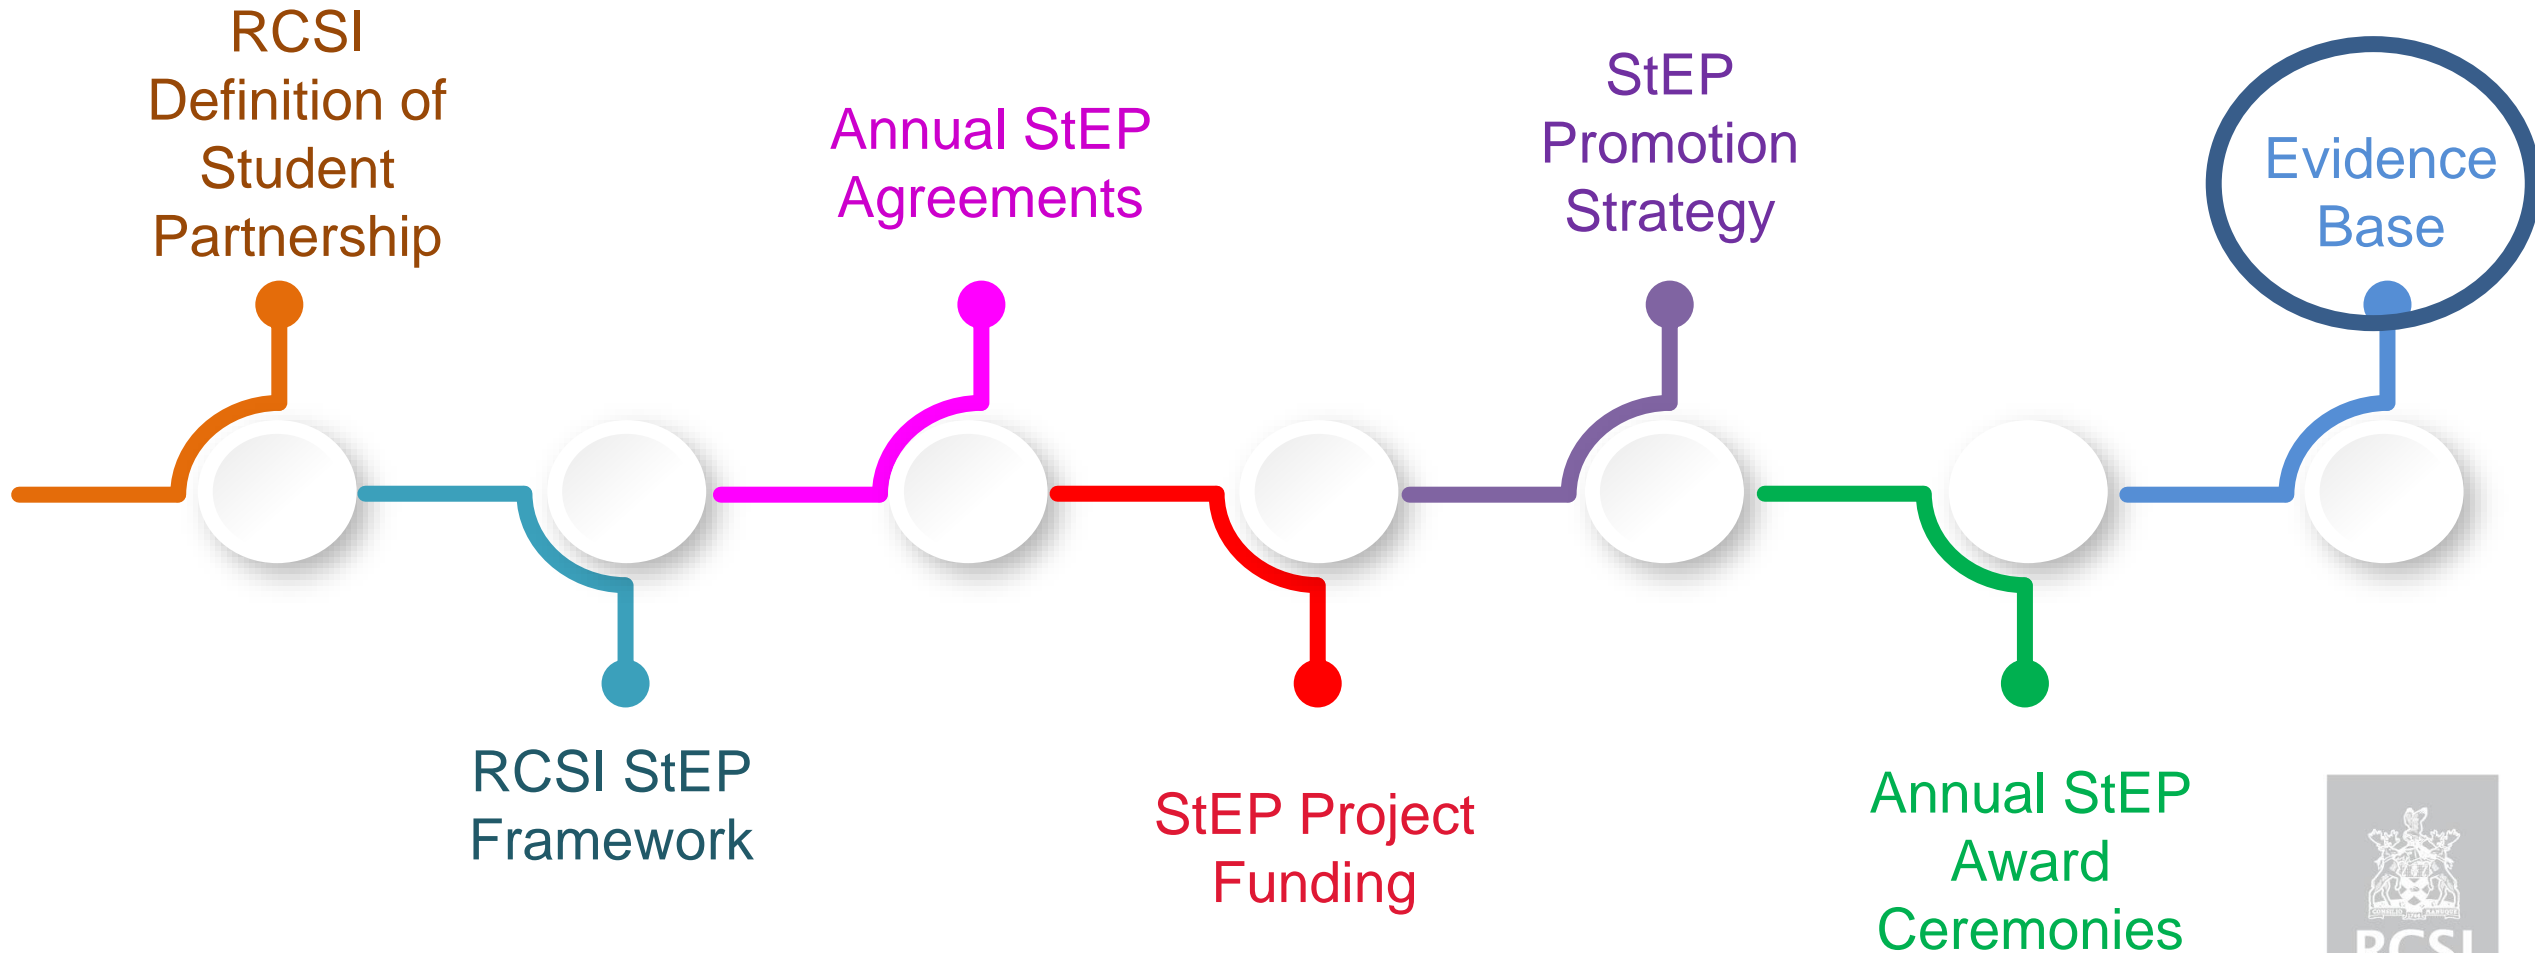 RCSI
Definition of
Student
Partnership
RCSI StEP
Framework
Annual StEP
Agreements
StEP Project
Funding
StEP
Promotion
Strategy
Annual StEP
Award
Ceremonies
Evidence
Base
RCSI